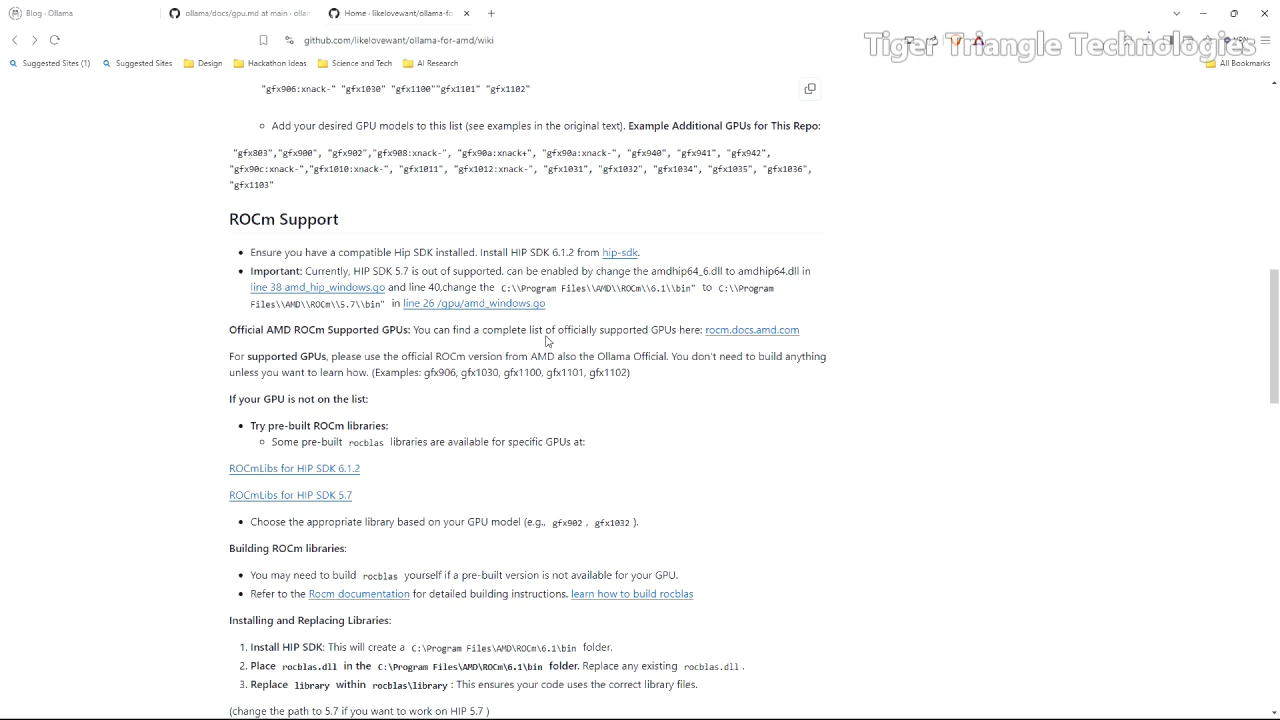 Blog · Ollama
ollama/docs/gpu.md at main · ollam
Home · likelovewant/ollama-fo
github.com/likelovewant/ollama-for-amd/wiki
VPN
Tiger Triangle Technologies
Suggested Sites (1)
Suggested Sites
Design
Hackathon Ideas
Science and Tech
AI Research
All Bookmarks
"gfx906:xnack-" "gfx1030" "gfx1100""gfx1101" "gfx1102"
Add your desired GPU models to this list (see examples in the original text). Example Additional GPUs for This Repo:
"gfx803","gfx900", "gfx902","gfx908:xnack-", "gfx90a:xnack+", "gfx90a:xnack-", "gfx940", "gfx941", "gfx942",
"gfx90c:xnack-","gfx1010:xnack-", "gfx1011", "gfx1012:xnack-", "gfx1031", "gfx1032", "gfx1034", "gfx1035", "gfx1036",
"gfx1103"
ROCm Support
Ensure you have a compatible Hip SDK installed. Install HIP SDK 6.1.2 from hip-sdk.
Important: Currently, HIP SDK 5.7 is out of supported. can be enabled by change the amdhip64_6.dll to amdhip64.dll in
line 38 amd_hip_windows.go and line 40,change the C:\\Program Files\\AMD\\ROCm\\6.1\\bin" to C:\\Program
Files\\AMD\\ROCm\\5.7\\bin" in line 26 /gpu/amd_windows.go
Official AMD ROCm Supported GPUs: You can find a complete list of officially supported GPUs here: rocm.docs.amd.com
For supported GPUs, please use the official ROCm version from AMD also the Ollama Official. You don't need to build anything
unless you want to learn how. (Examples: gfx906, gfx1030, gfx1100, gfx1101, gfx1102)
If your GPU is not on the list:
Try pre-built ROCm libraries:
Some pre-built rocblas libraries are available for specific GPUs at:
ROCmLibs for HIP SDK 6.1.2
ROCmLibs for HIP SDK 5.7
Choose the appropriate library based on your GPU model (e.g., gfx902 , gfx1032 ).
Building ROCm libraries:
You may need to build rocblas yourself if a pre-built version is not available for your GPU.
Refer to the Rocm documentation for detailed building instructions. learn how to build rocblas
Installing and Replacing Libraries:
1. Install HIP SDK: This will create a C:\Program Files\AMD\ROCm\6.1\bin folder.
2. Place rocblas.dll in the C:\Program Files\AMD\ROCm\6.1\bin folder. Replace any existing rocblas.dll .
3. Replace library within rocblas\library : This ensures your code uses the correct library files.
(change the path to 5.7 if you want to work on HIP 5.7 )